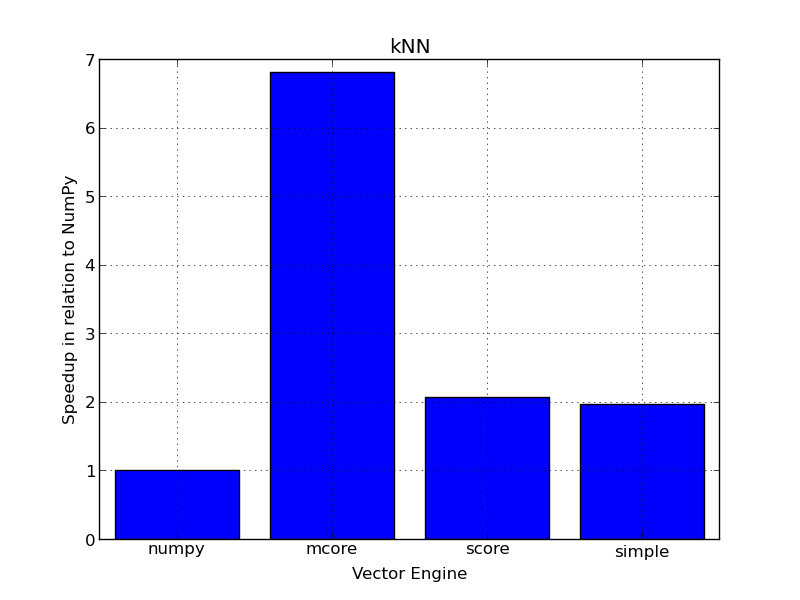 kNN
Speedup in relation to NumPy
7
6
5
4
3
2
1
0
numpy mcore score simple
Vector Engine